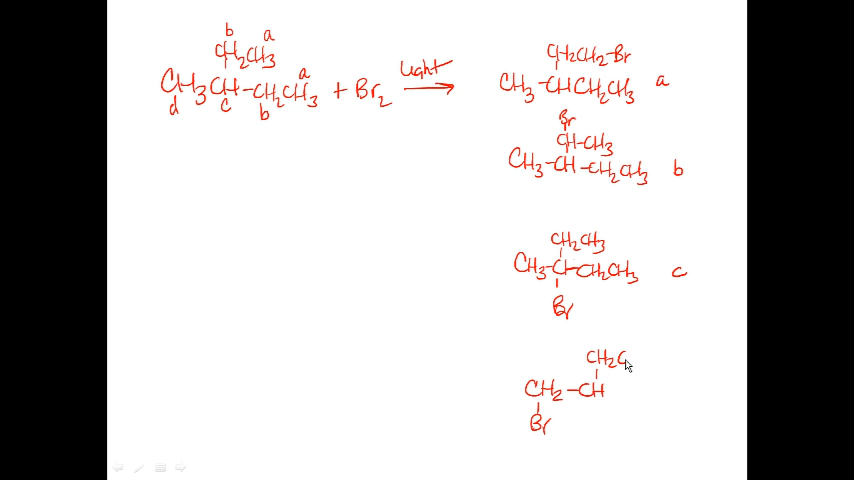 b
CH2CH3 a
CH3CH-CH2CH3 a + Br2 Light
d c b
CH2CH2-Br
CH3-CHCH2CH3 a
Br
CH-CH3
CH3-CH-CH2CH3 b
CH2CH3
CH3-C-CH2CH3 c
Br
CH2C
CH2-CH
Br